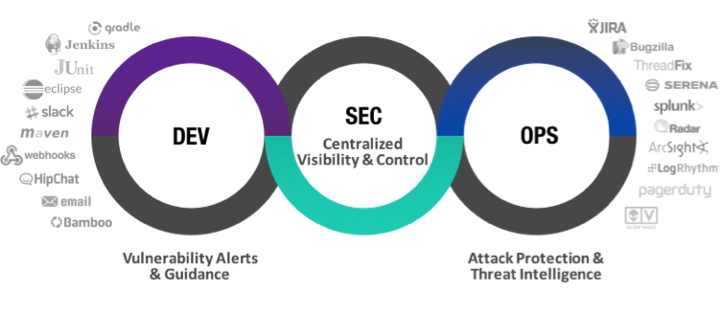 gradle
Jenkins
JUnit
eclipse
slack
maven
webhooks
HipChat
email
Bamboo
DEV
Vulnerability Alerts
& Guidance
SEC
Centralized
Visibility & Control
OPS
Attack Protection &
Threat Intelligence
JIRA
Bugzilla
ThreadFix
SERENA
splunk>
Radar
ArcSight
LogRhythm
pagerduty